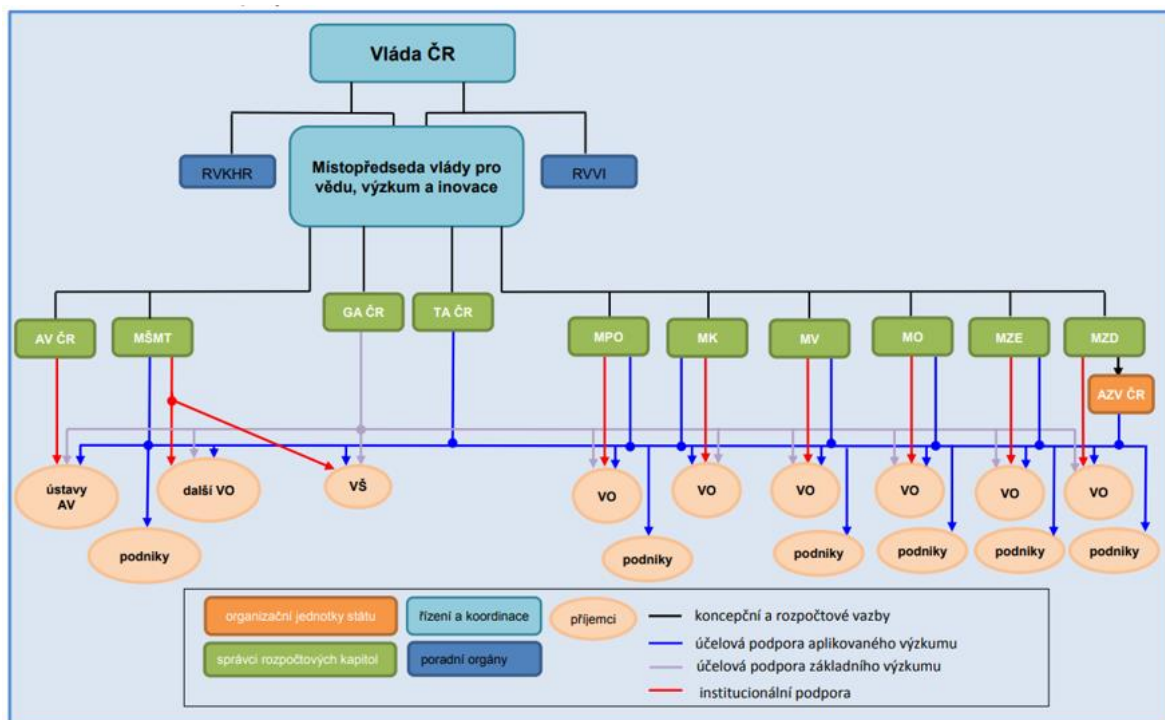 Vláda ČR
RVKHR
Místopředseda vlády pro
vědu, výzkum a inovace
RVVI
AV ČR
MŠMT
GA ČR
TA ČR
MPO
MK
MV
MO
MZE
MZD
AZV ČR
ústavy
AV
další VO
VŠ
VO
VO
VO
VO
VO
VO
podniky
podniky
podniky
podniky
podniky
podniky
organizační jednotky státu
řízení a koordinace
příjemci
koncepční a rozpočtové vazby
účelová podpora aplikovaného výzkumu
správci rozpočtových kapitol
poradní orgány
účelová podpora základního výzkumu
institucionální podpora